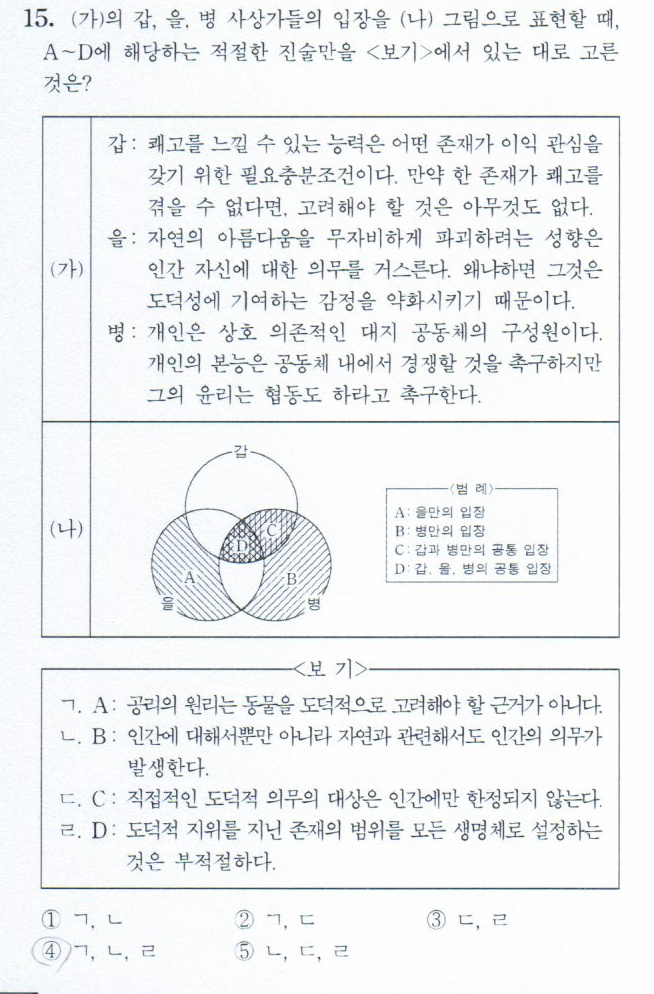 15. (가)의 갑, 을, 병 사상가들의 입장을 (나) 그림으로 표현할 때,
A~D에 해당하는 적절한 진술만을 <보기>에서 있는 대로 고른
것은?
갑: 쾌고를 느낄 수 있는 능력은 어떤 존재가 이익 관심을
갖기 위한 필요충분조건이다. 만약 한 존재가 쾌고를
겪을 수 없다면, 고려해야 할 것은 아무것도 없다.
을: 자연의 아름다움을 무자비하게 파괴하려는 성향은
(가) 인간 자신에 대한 의무를 거스른다. 왜냐하면 그것은
도덕성에 기여하는 감정을 약화시키기 때문이다.
병: 개인은 상호 의존적인 대지 공동체의 구성원이다.
개인의 본능은 공동체 내에서 경쟁할 것을 촉구하지만
그의 윤리는 협동도 하라고 촉구한다.
(나)
갑
C
D
A
B
을
병
<범 례>
A: 을만의 입장
B: 병만의 입장
C: 갑과 병만의 공통 입장
D: 갑, 을, 병의 공통 입장
<보 기>
ㄱ. A: 공리의 원리는 동물을 도덕적으로 고려해야 할 근거가 아니다.
ㄴ. B: 인간에 대해서뿐만 아니라 자연과 관련해서도 인간의 의무가
발생한다.
ㄷ. C: 직접적인 도덕적 의무의 대상은 인간에만 한정되지 않는다.
ㄹ. D: 도덕적 지위를 지닌 존재의 범위를 모든 생명체로 설정하는
것은 부적절하다.
① ㄱ, ㄴ ② ㄱ, ㄷ ③ ㄷ, ㄹ
④ ㄱ, ㄴ, ㄹ ⑤ ㄴ, ㄷ, ㄹ